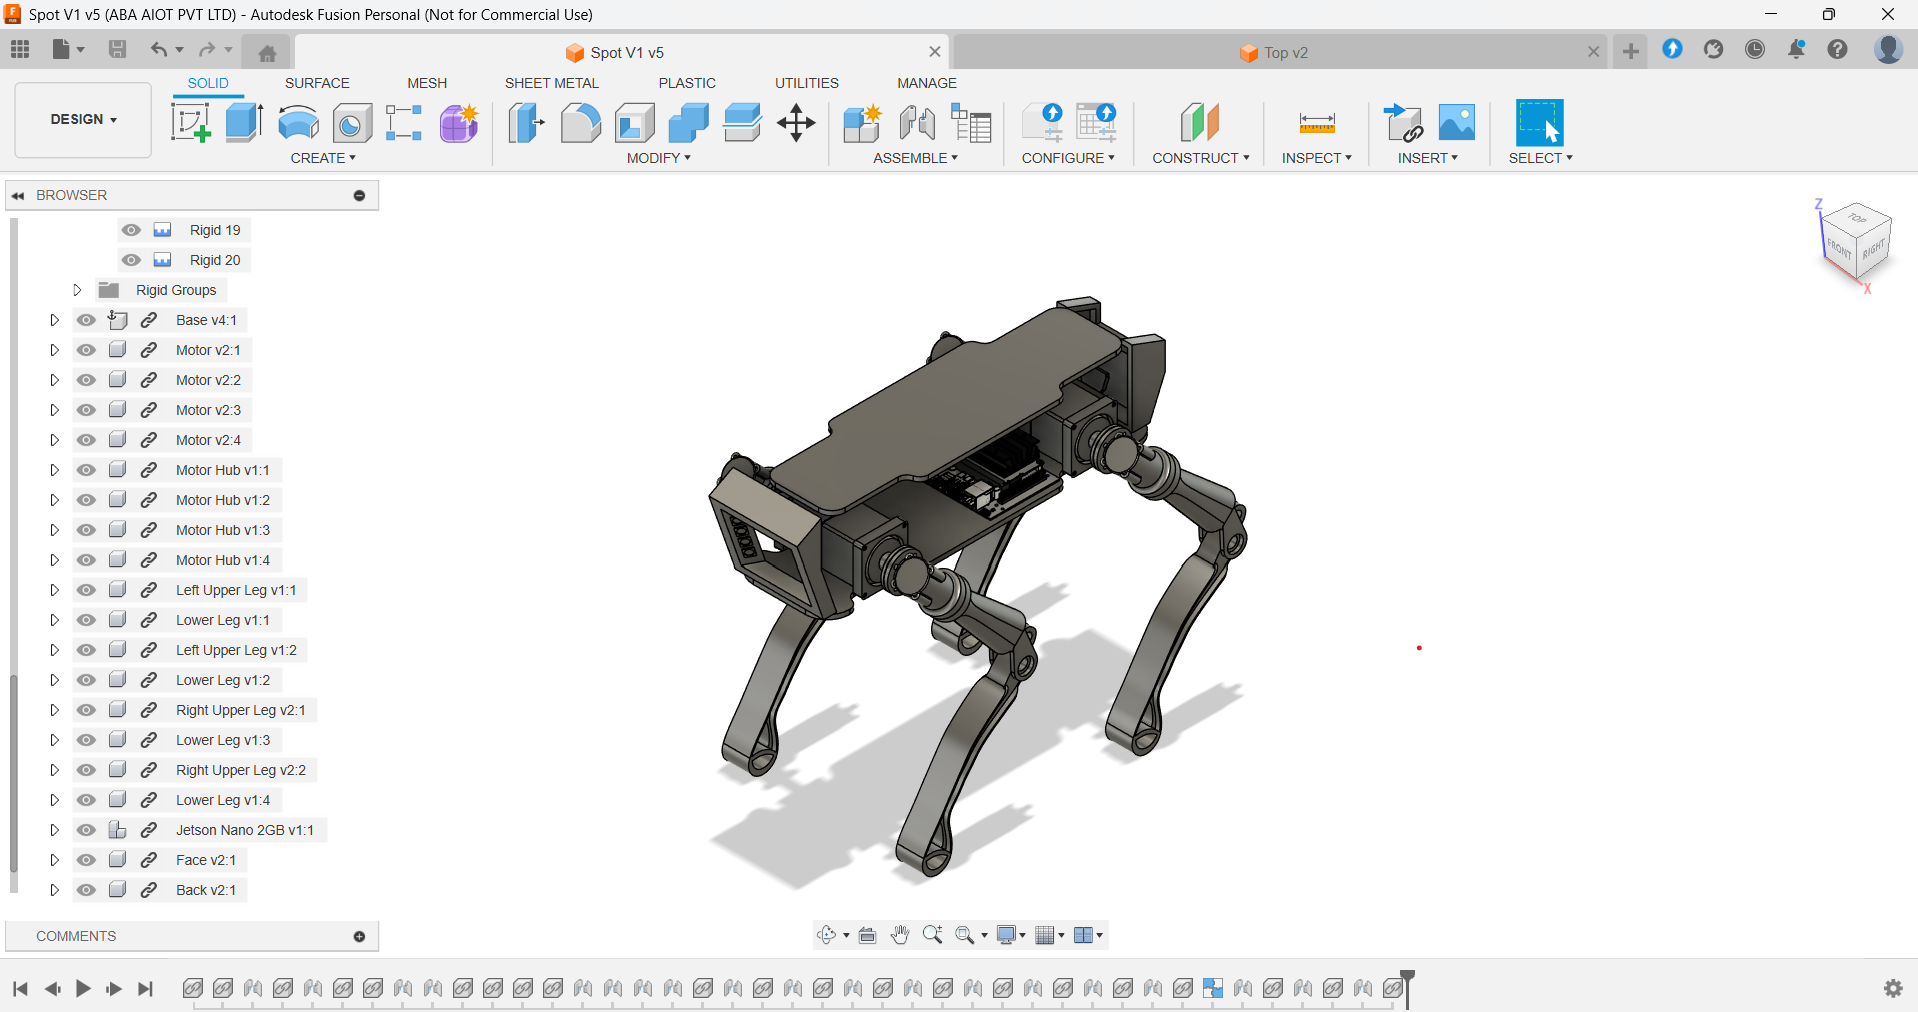 Spot V1 v5 (ABA AIOT PVT LTD) - Autodesk Fusion Personal (Not for Commercial Use)
Spot V1 v5
Top v2
SOLID
SURFACE
MESH
SHEET METAL
PLASTIC
UTILITIES
MANAGE
DESIGN
CREATE
MODIFY
ASSEMBLE
CONFIGURE
CONSTRUCT
INSPECT
INSERT
SELECT
BROWSER
Rigid 19
Rigid 20
Rigid Groups
Base v4:1
Motor v2:1
Motor v2:2
Motor v2:3
Motor v2:4
Motor Hub v1:1
Motor Hub v1:2
Motor Hub v1:3
Motor Hub v1:4
Left Upper Leg v1:1
Lower Leg v1:1
Left Upper Leg v1:2
Lower Leg v1:2
Right Upper Leg v2:1
Lower Leg v1:3
Right Upper Leg v2:2
Lower Leg v1:4
Jetson Nano 2GB v1:1
Face v2:1
Back v2:1
COMMENTS
Z
TOP
FRONT
RIGHT
X